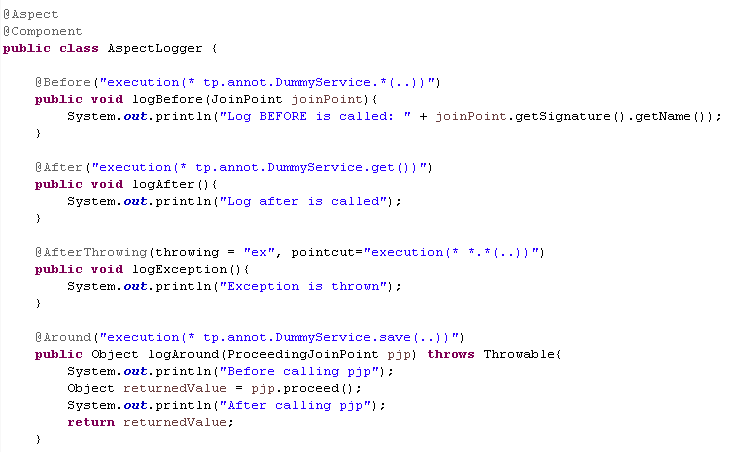 @Aspect
@Component
public class AspectLogger {
@Before("execution(* tp.annot.DummyService.*(..))")
public void logBefore(JoinPoint joinPoint){
System.out.println("Log BEFORE is called: " + joinPoint.getSignature().getName());
}
@After("execution(* tp.annot.DummyService.get())")
public void logAfter(){
System.out.println("Log after is called");
}
@AfterThrowing(throwing = "ex", pointcut="execution(* *.*(..))")
public void logException(){
System.out.println("Exception is thrown");
}
@Around("execution(* tp.annot.DummyService.save(..))")
public Object logAround(ProceedingJoinPoint pjp) throws Throwable{
System.out.println("Before calling pjp");
Object returnedValue = pjp.proceed();
System.out.println("After calling pjp");
return returnedValue;
}